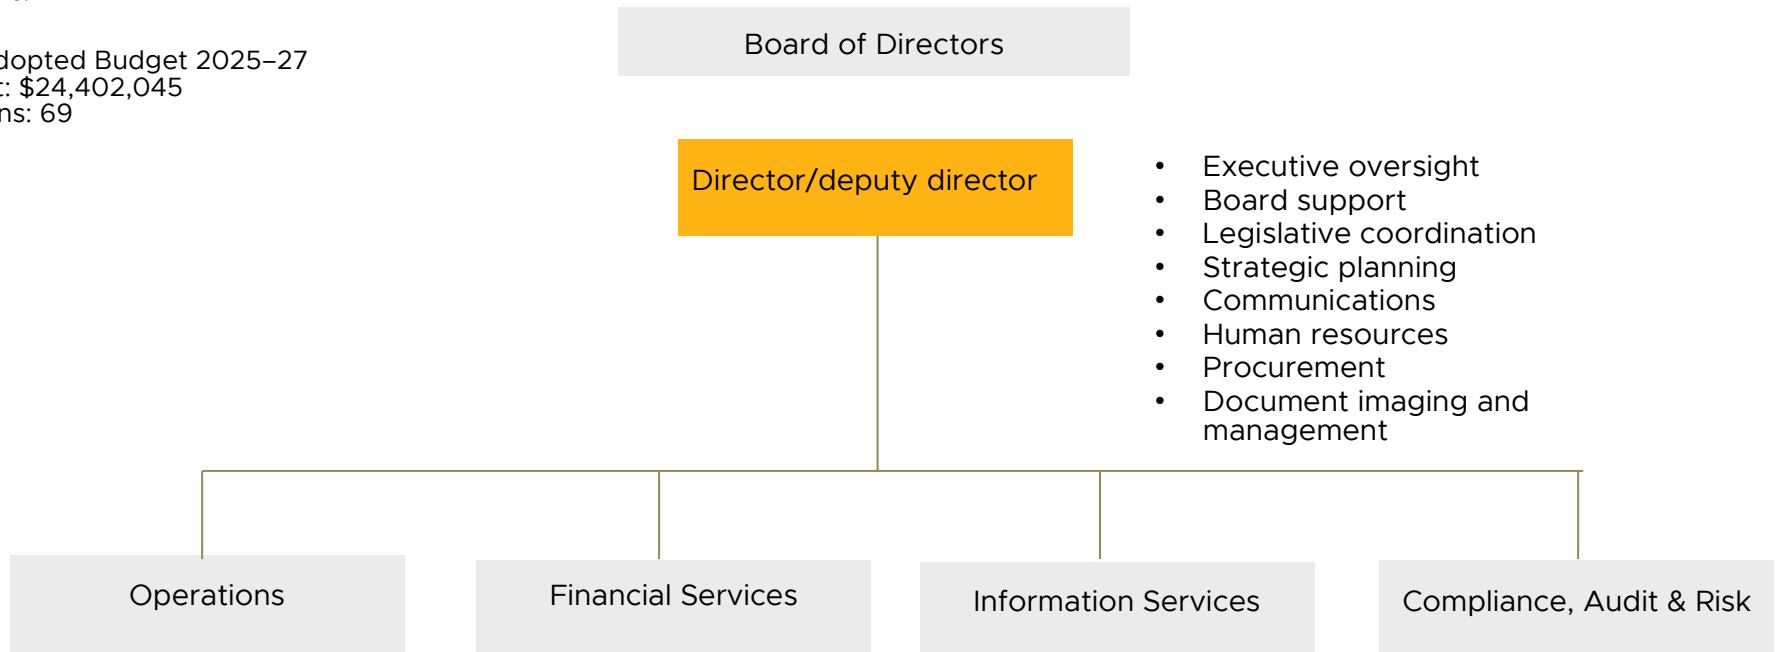 Board of Directors
dopted Budget 2025–27
t: $24,402,045
ns: 69
Director/deputy director
• Executive oversight
• Board support
• Legislative coordination
• Strategic planning
• Communications
• Human resources
• Procurement
• Document imaging and
management
Operations
Financial Services
Information Services
Compliance, Audit & Risk